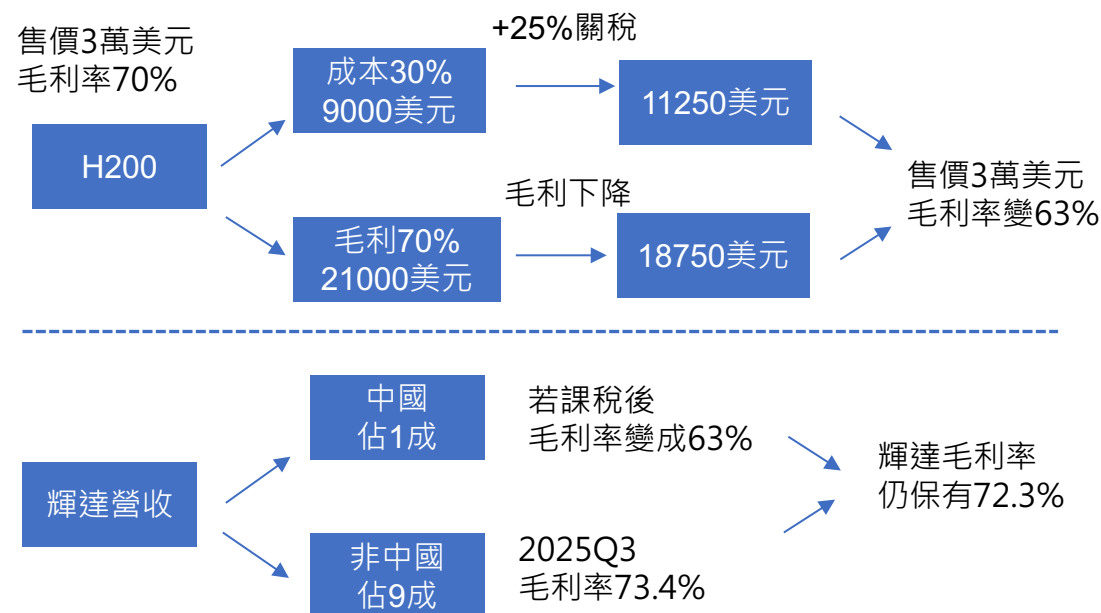 售價3萬美元
毛利率70%
H200
成本30%
9000美元
+25%關稅
11250美元
毛利70%
21000美元
毛利下降
18750美元
售價3萬美元
毛利率變63%
輝達營收
中國
佔1成
若課稅後
毛利率變成63%
非中國
佔9成
2025Q3
毛利率73.4%
輝達毛利率
仍保有72.3%